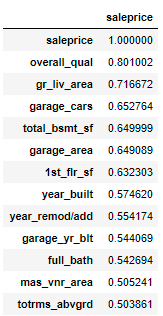 saleprice
saleprice 1.000000
overall_qual 0.801002
gr_liv_area 0.716672
garage_cars 0.652764
total_bsmt_sf 0.649999
garage_area 0.649089
1st_flr_sf 0.632303
year_built 0.574620
year_remod/add 0.554174
garage_yr_blt 0.544069
full_bath 0.542694
mas_vnr_area 0.505241
totrms_abvgrd 0.503861